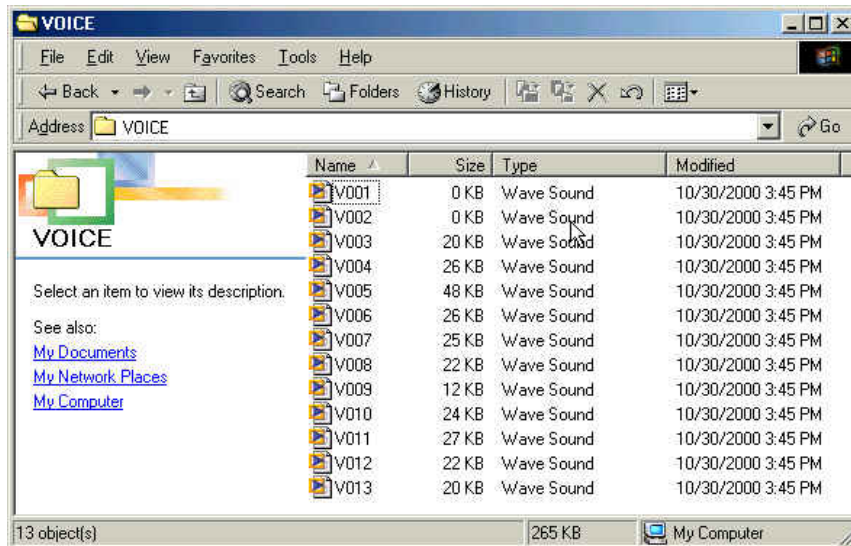 VOICE
File Edit View Favorites Tools Help
Back Search Folders History
Address VOICE Go
VOICE
Select an item to view its description.
See also:
My Documents
My Network Places
My Computer
Name Size Type Modified
V001 0 KB Wave Sound 10/30/2000 3:45 PM
V002 0 KB Wave Sound 10/30/2000 3:45 PM
V003 20 KB Wave Sound 10/30/2000 3:45 PM
V004 26 KB Wave Sound 10/30/2000 3:45 PM
V005 48 KB Wave Sound 10/30/2000 3:45 PM
V006 26 KB Wave Sound 10/30/2000 3:45 PM
V007 25 KB Wave Sound 10/30/2000 3:45 PM
V008 22 KB Wave Sound 10/30/2000 3:45 PM
V009 12 KB Wave Sound 10/30/2000 3:45 PM
V010 24 KB Wave Sound 10/30/2000 3:45 PM
V011 27 KB Wave Sound 10/30/2000 3:45 PM
V012 22 KB Wave Sound 10/30/2000 3:45 PM
V013 20 KB Wave Sound 10/30/2000 3:45 PM
13 object(s) 265 KB My Computer